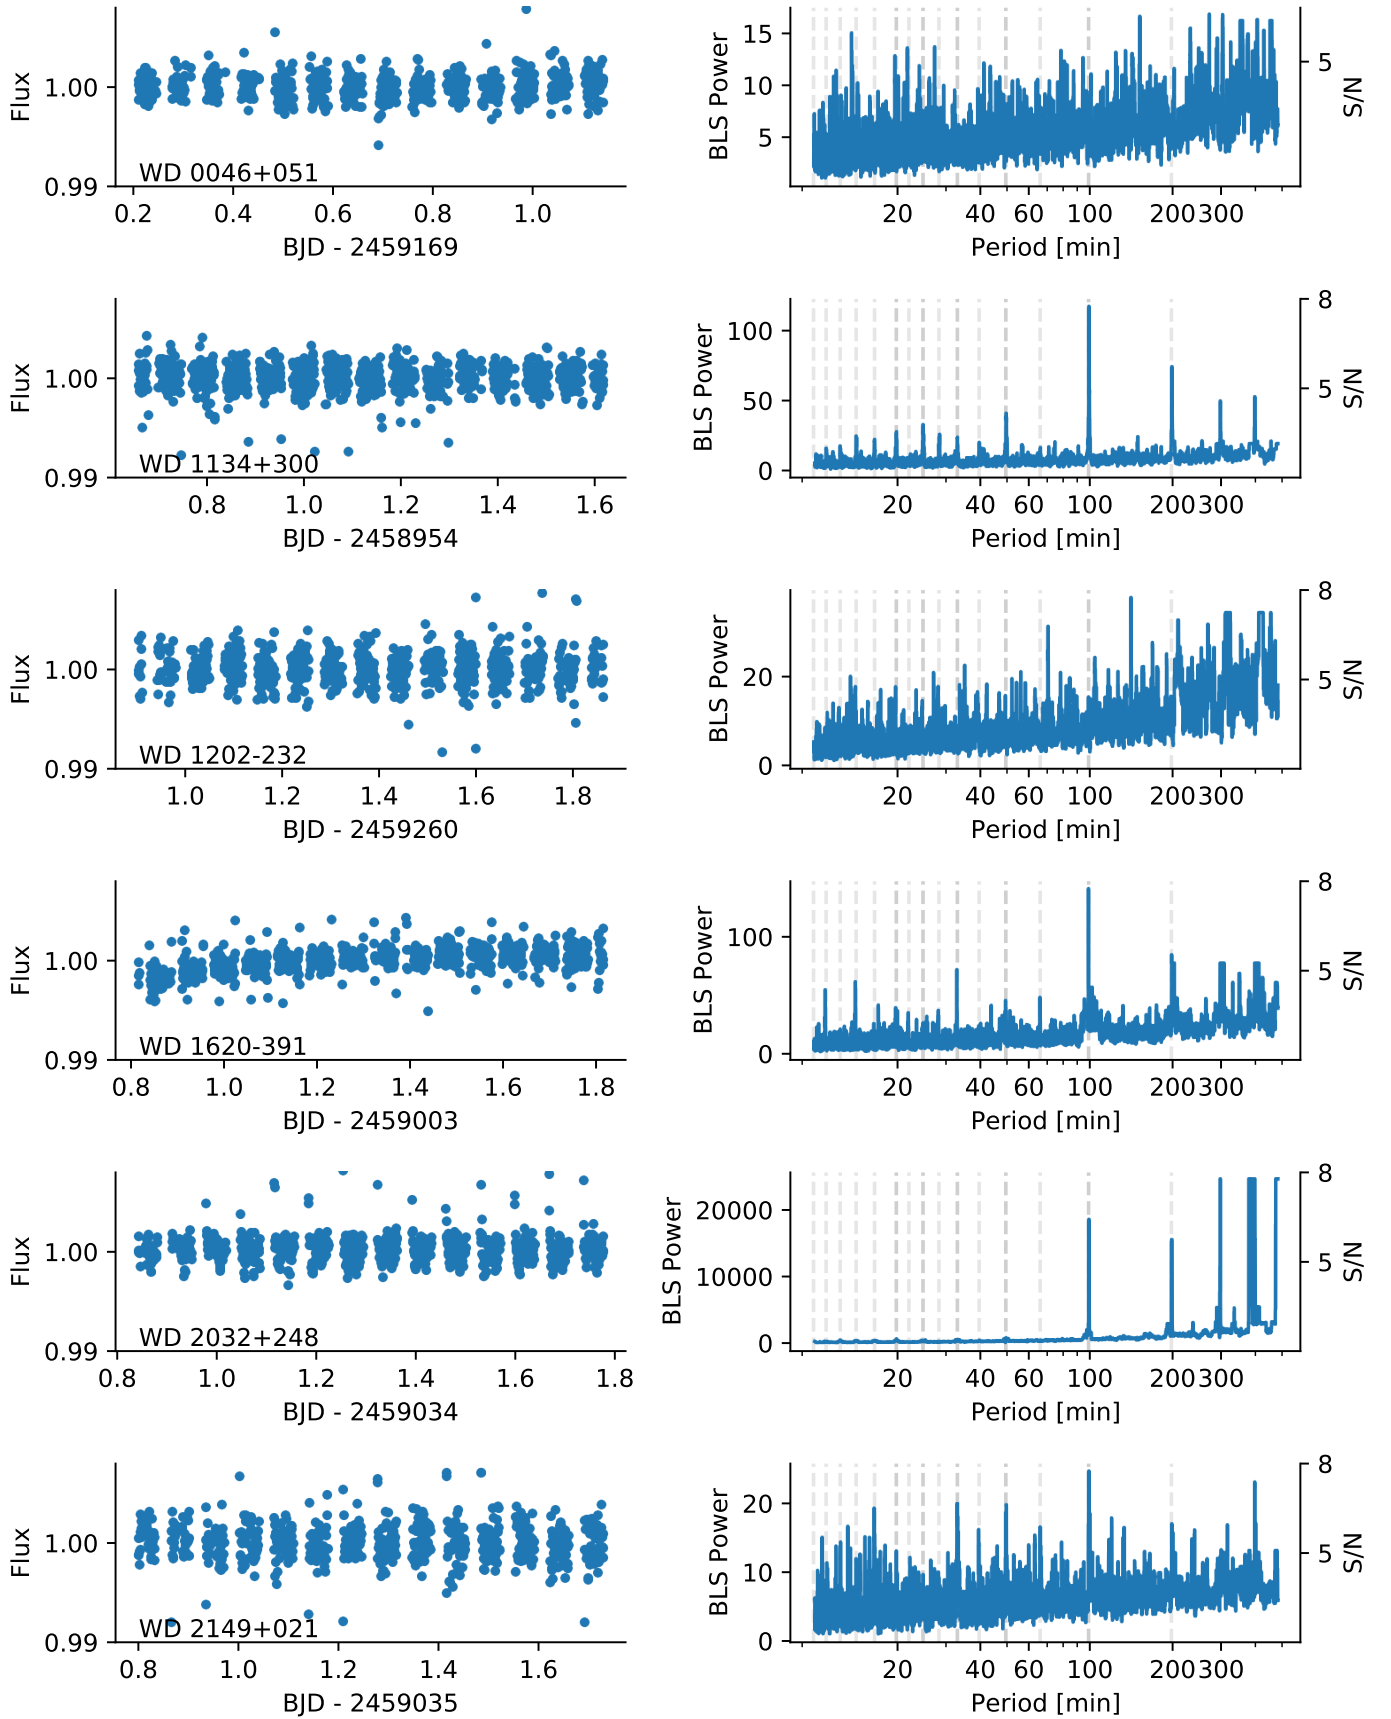 Flux
1.00
0.99
WD 0046+051
0.2 0.4 0.6 0.8 1.0
BJD - 2459169
BLS Power
15
10
5
20 40 60 100 200 300
Period [min]
5
S/N
Flux
1.00
0.99
WD 1134+300
0.8 1.0 1.2 1.4 1.6
BJD - 2458954
BLS Power
100
50
0
20 40 60 100 200 300
Period [min]
8
5
S/N
Flux
1.00
0.99
WD 1202-232
1.0 1.2 1.4 1.6 1.8
BJD - 2459260
BLS Power
20
0
20 40 60 100 200 300
Period [min]
8
5
S/N
Flux
1.00
0.99
WD 1620-391
0.8 1.0 1.2 1.4 1.6 1.8
BJD - 2459003
BLS Power
100
0
20 40 60 100 200 300
Period [min]
8
5
S/N
Flux
1.00
0.99
WD 2032+248
0.8 1.0 1.2 1.4 1.6 1.8
BJD - 2459034
BLS Power
20000
10000
0
20 40 60 100 200 300
Period [min]
8
5
S/N
Flux
1.00
0.99
WD 2149+021
0.8 1.0 1.2 1.4 1.6
BJD - 2459035
BLS Power
20
10
0
20 40 60 100 200 300
Period [min]
8
5
S/N